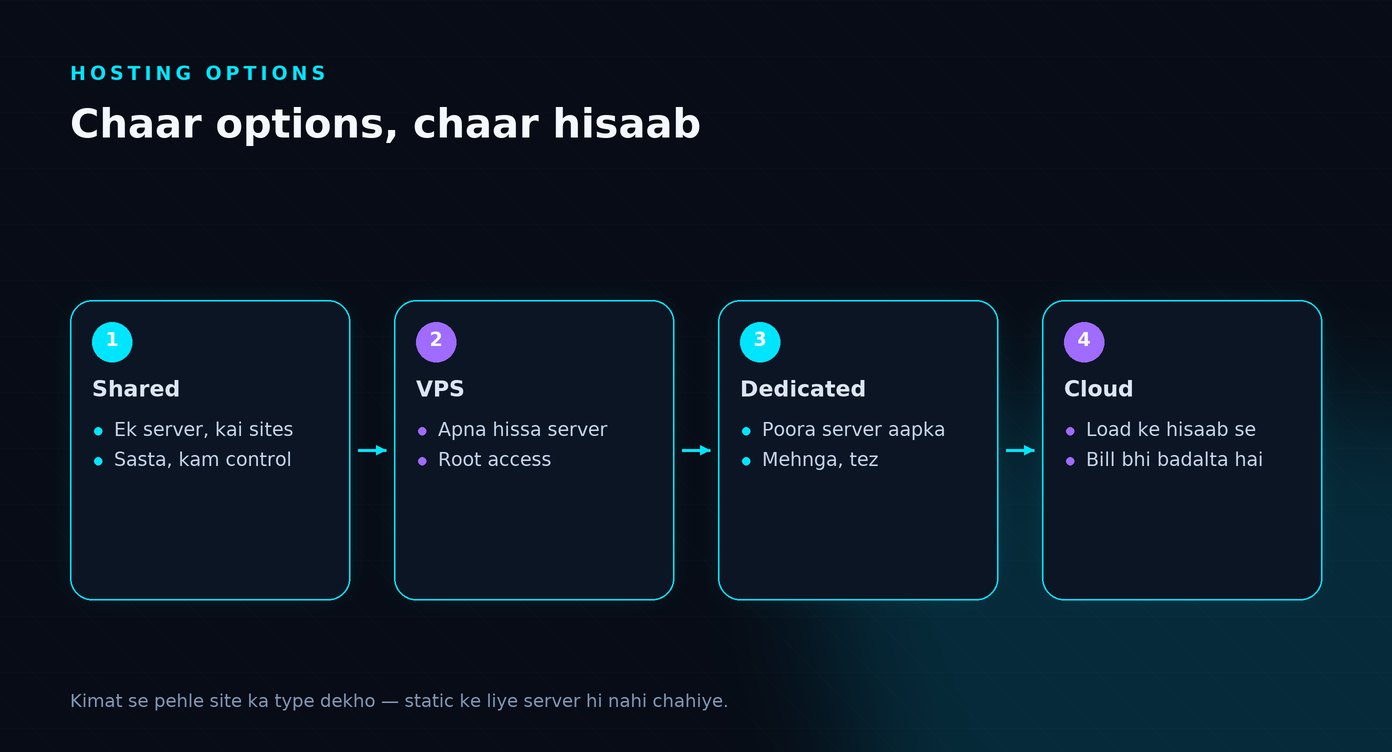 HOSTING OPTIONS
Chaar options, chaar hisaab
1
Shared
Ek server, kai sites
Sasta, kam control
2
VPS
Apna hissa server
Root access
3
Dedicated
Poora server aapka
Mehnga, tez
4
Cloud
Load ke hisaab se
Bill bhi badalta hai
Kimat se pehle site ka type dekho — static ke liye server hi nahi chahiye.